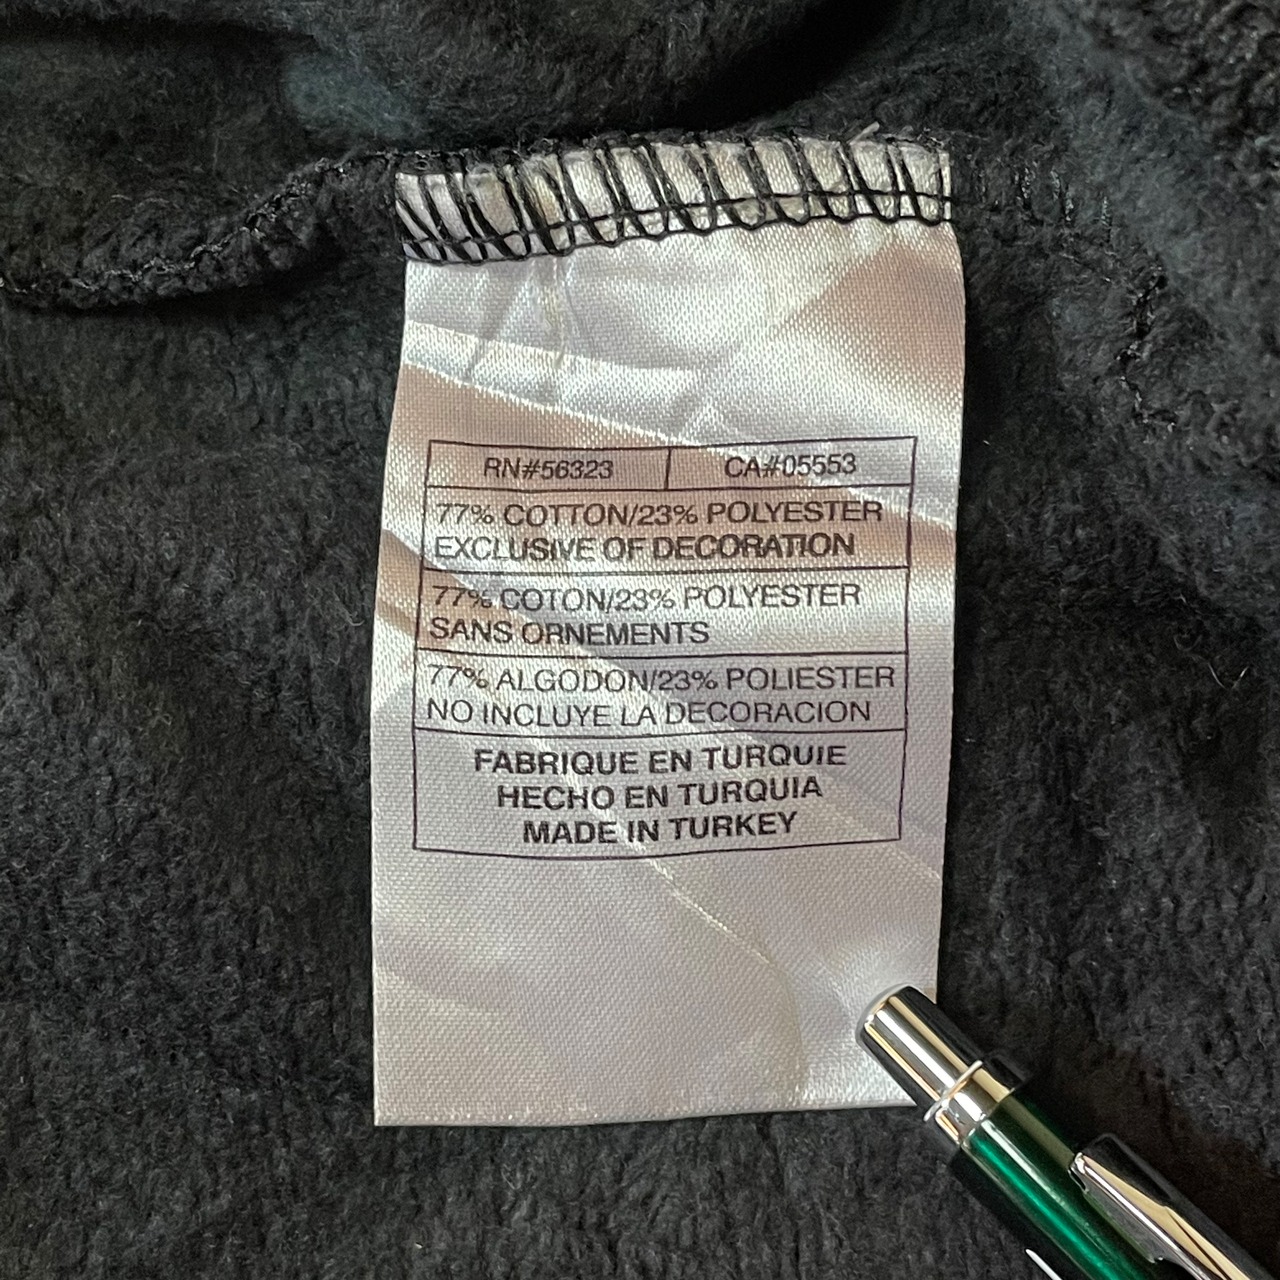 RN#56323 CA#05553
77% COTTON/23% POLYESTER
EXCLUSIVE OF DECORATION
77% COTON/23% POLYESTER
SANS ORNEMENTS
77% ALGODON/23% POLIESTER
NO INCLUYE LA DECORACION
FABRIQUE EN TURQUIE
HECHO EN TURQUIA
MADE IN TURKEY